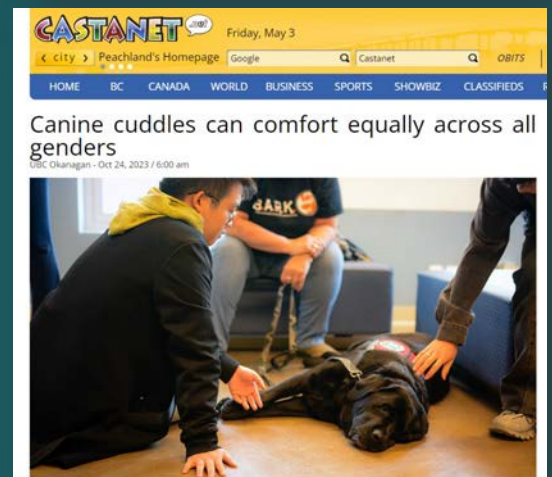 CASTANET .net
Friday, May 3
‹ city › Peachland's Homepage Google Castanet OBITS
HOME BC CANADA WORLD BUSINESS SPORTS SHOWBIZ CLASSIFIEDS
Canine cuddles can comfort equally across all
genders
UBC Okanagan - Oct 24, 2023 / 6:00 am
BARK